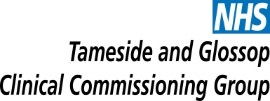 NHS
Tameside and Glossop
Clinical Commissioning Group